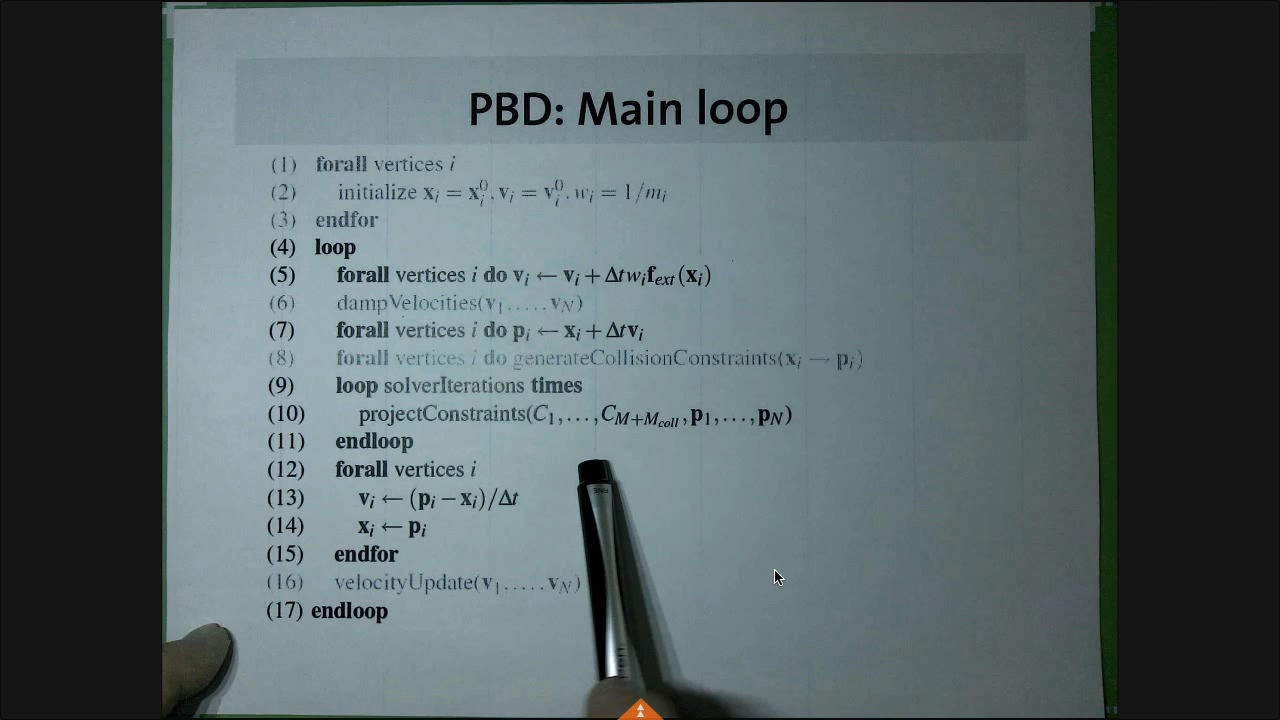 PBD: Main loop
(1) forall vertices i
(2) initialize xᵢ = xᵢ⁰, vᵢ = vᵢ⁰, wᵢ = 1/mᵢ
(3) endfor
(4) loop
(5) forall vertices i do vᵢ ← vᵢ + Δtwᵢf_ext(xᵢ)
(6) dampVelocities(v₁,...,v_N)
(7) forall vertices i do pᵢ ← xᵢ + Δtvᵢ
(8) forall vertices i do generateCollisionConstraints(xᵢ → pᵢ)
(9) loop solverIterations times
(10) projectConstraints(C₁,...,C_{M+M_coll},p₁,...,p_N)
(11) endloop
(12) forall vertices i
(13) vᵢ ← (pᵢ − xᵢ)/Δt
(14) xᵢ ← pᵢ
(15) endfor
(16) velocityUpdate(v₁,...,v_N)
(17) endloop